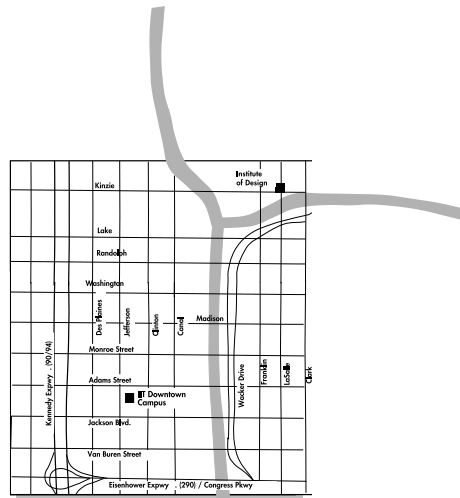 Institute
of Design
Kinzie
Lake
Randolph
Washington
Des Plaines
Jefferson
Clinton
Canal
Madison
Monroe Street
Kennedy Expwy . (90/94)
Wacker Drive
Franklin
LaSalle
Clark
Adams Street
IIT Downtown
Campus
Jackson Blvd.
Van Buren Street
Eisenhower Expwy . (290) / Congress Pkwy